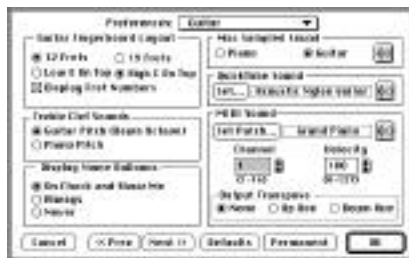 Preferences: Guitar
Guitar Fingerboard Layout
12 Frets 15 Frets
Low E On Top High E On Top
Display Fret Numbers
Treble Clef Sounds
Guitar Pitch (Down Octave)
Piano Pitch
Display Name Balloons
On Check and Show Me
Always
Never
Mac Sampled Sound
Piano Guitar
QuickTime Sound
Set... Acoustic Nylon Guitar
MIDI Sound
Set Patch... Grand Piano
Channel Velocity
100
Output Transpose
None Up 8ve Down 8ve
Cancel << Prev Next >> Defaults Permanent OK